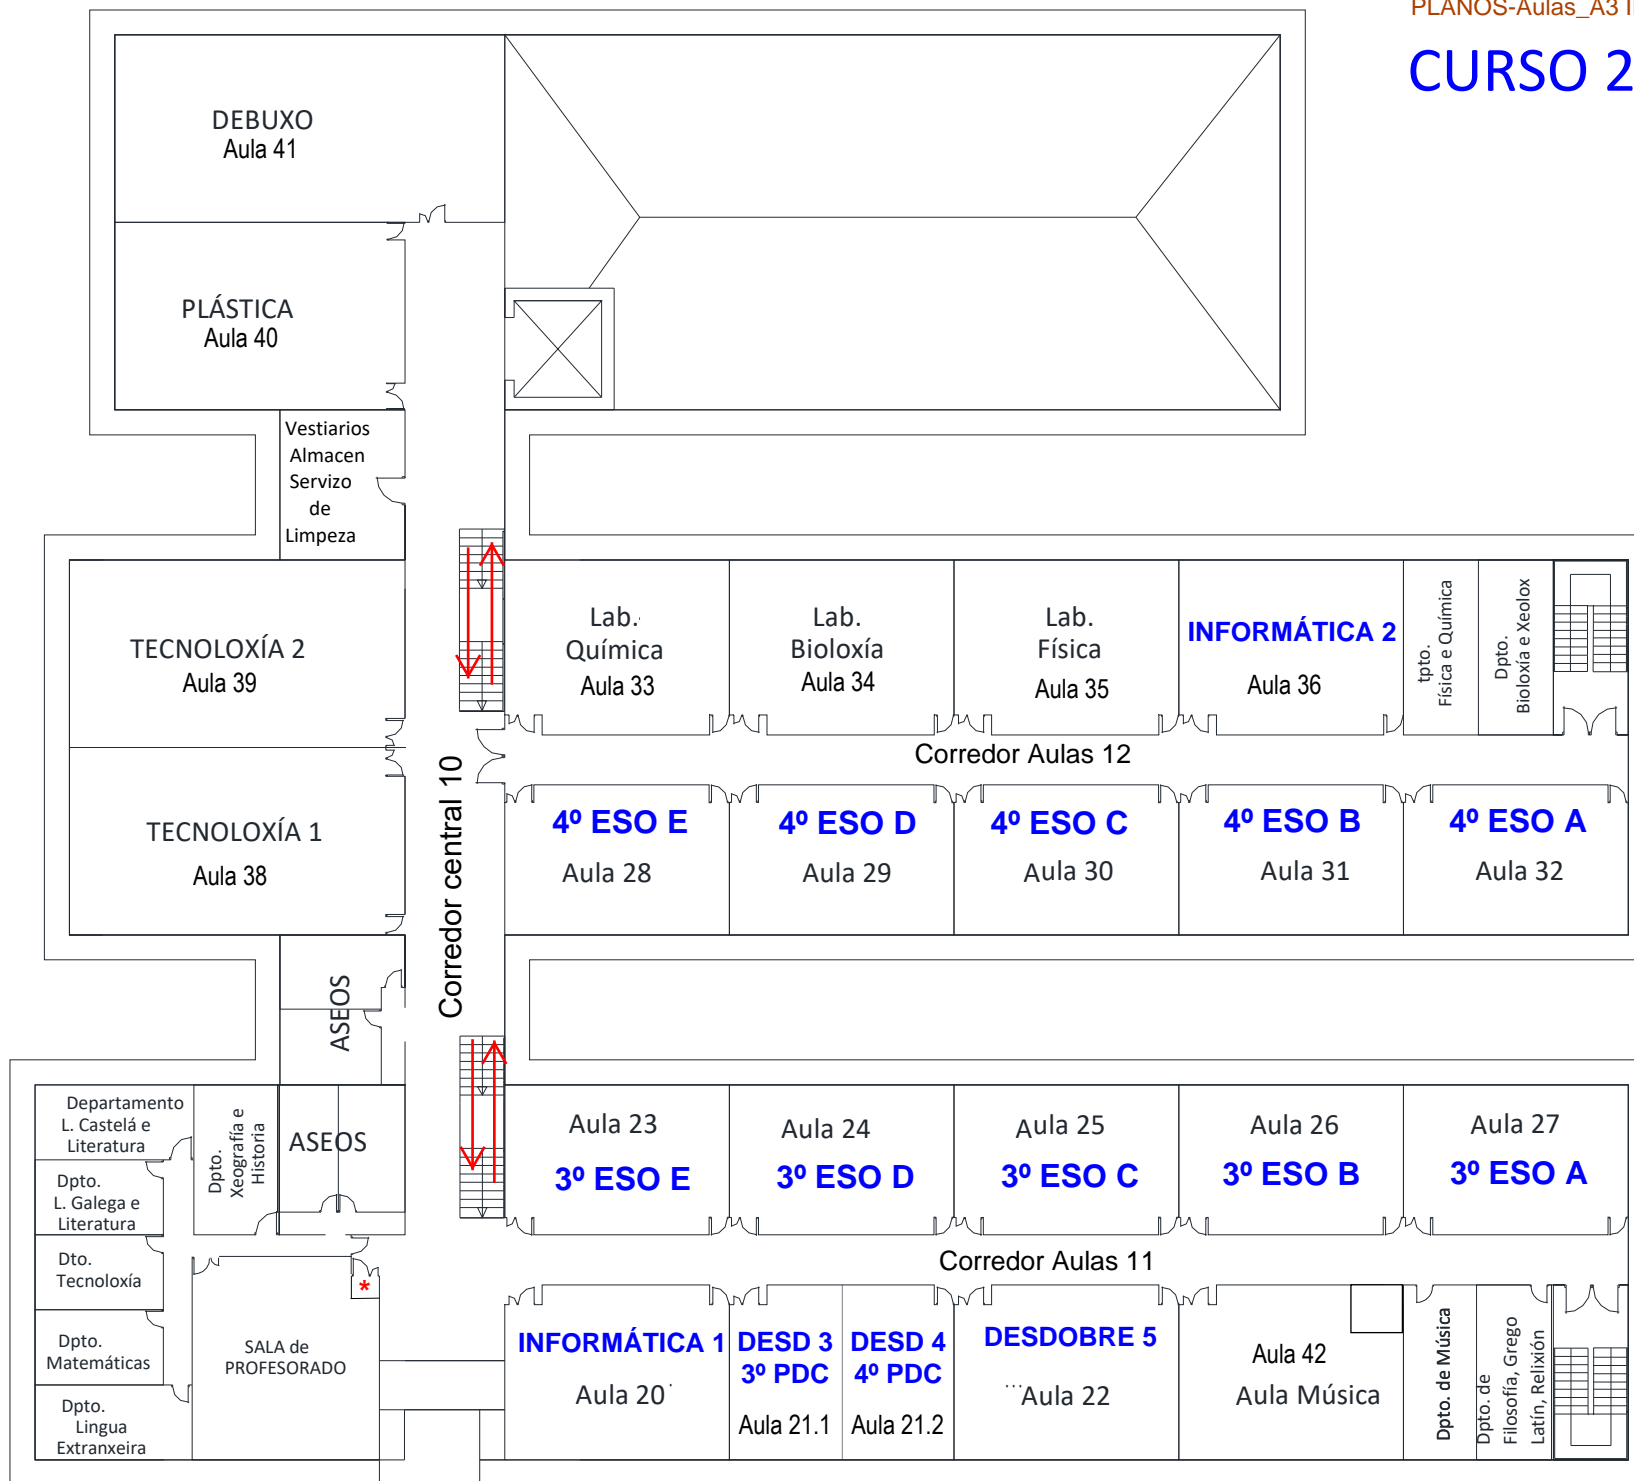 PLANOS-Aulas_A3
CURSO 2
DEBUXO
Aula 41
PLÁSTICA
Aula 40
Vestiarios
Almacen
Servizo
de
Limpeza
TECNOLOXÍA 2
Aula 39
TECNOLOXÍA 1
Aula 38
Corredor central 10
Lab.
Química
Aula 33
Lab.
Bioloxía
Aula 34
Lab.
Física
Aula 35
INFORMÁTICA 2
Aula 36
tpto.
Física e Química
Dpto.
Bioloxía e Xeolox
Corredor Aulas 12
4º ESO E
Aula 28
4º ESO D
Aula 29
4º ESO C
Aula 30
4º ESO B
Aula 31
4º ESO A
Aula 32
ASEOS
ASEOS
Departamento
L. Castelá e
Literatura
Dpto.
Xeografía e
Historia
Dpto.
L. Galega e
Literatura
Dto.
Tecnoloxía
Dpto.
Matemáticas
Dpto.
Lingua
Extranxeira
SALA de
PROFESORADO
*
Aula 23
3º ESO E
Aula 24
3º ESO D
Aula 25
3º ESO C
Aula 26
3º ESO B
Aula 27
3º ESO A
Corredor Aulas 11
INFORMÁTICA 1
Aula 20
DESD 3
3º PDC
Aula 21.1
DESD 4
4º PDC
Aula 21.2
DESDOBRE 5
Aula 22
Aula 42
Aula Música
Dpto. de Música
Dpto. de
Filosofía, Grego
Latín, Relixión